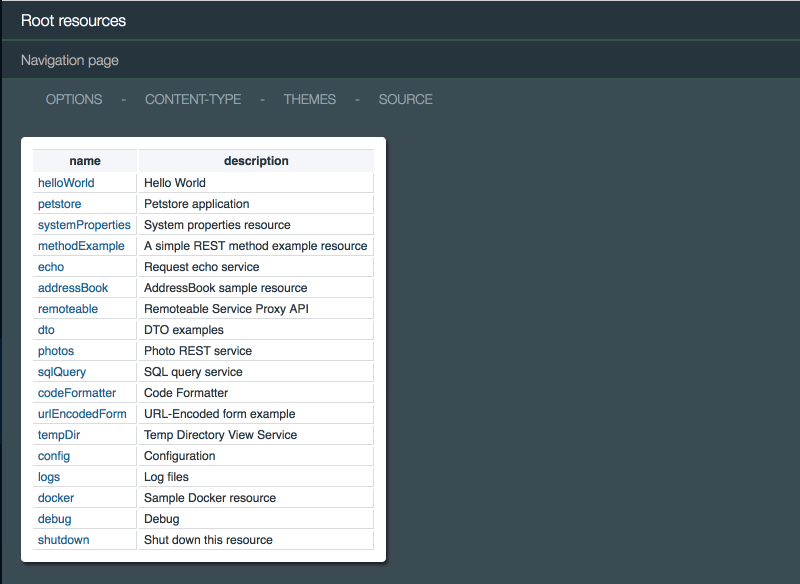 Root resources
Navigation page
OPTIONS - CONTENT-TYPE - THEMES - SOURCE
name description
helloWorld Hello World
petstore Petstore application
systemProperties System properties resource
methodExample A simple REST method example resource
echo Request echo service
addressBook AddressBook sample resource
remoteable Remoteable Service Proxy API
dto DTO examples
photos Photo REST service
sqlQuery SQL query service
codeFormatter Code Formatter
urlEncodedForm URL-Encoded form example
tempDir Temp Directory View Service
config Configuration
logs Log files
docker Sample Docker resource
debug Debug
shutdown Shut down this resource